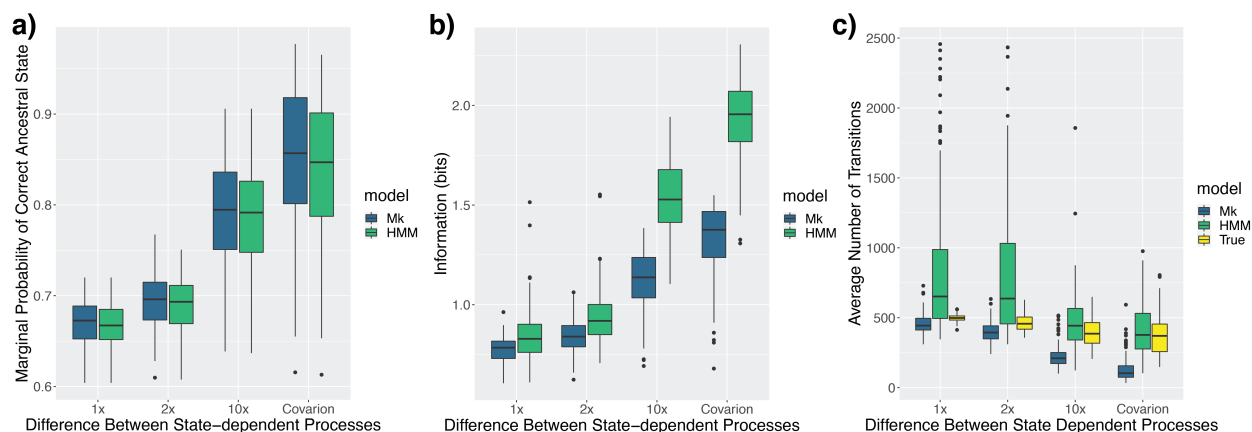 a)
Marginal Probability of Correct Ancestral State
0.9
0.8
0.7
0.6
1x 2x 10x Covarion
Difference Between State-dependent Processes
model
Mk
HMM
b)
Information (bits)
2.0
1.5
1.0
1x 2x 10x Covarion
Difference Between State-dependent Processes
model
Mk
HMM
c)
Average Number of Transitions
2500
2000
1500
1000
500
0
1x 2x 10x Covarion
Difference Between State Dependent Processes
model
Mk
HMM
True